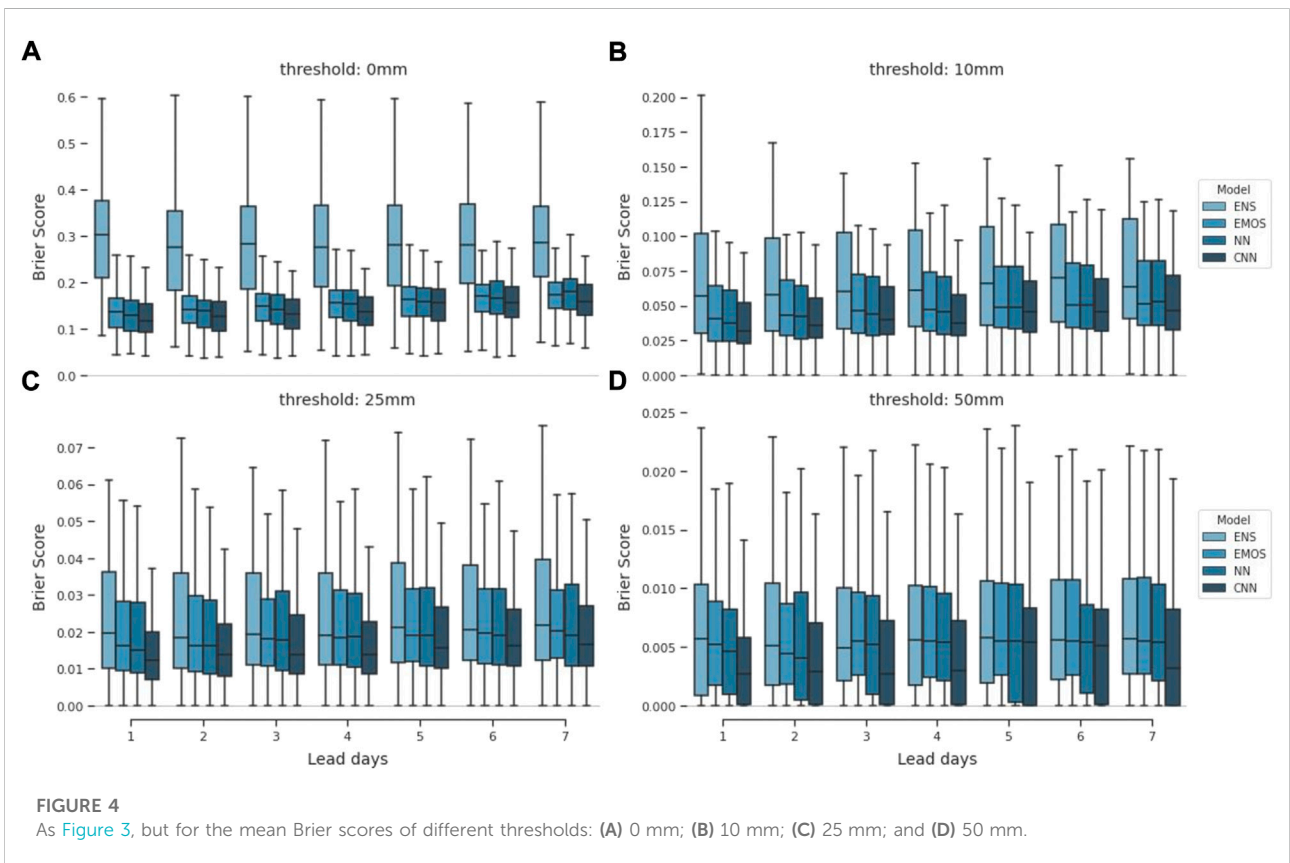 A
threshold: 0mm
0.6
0.5
0.4
0.3
0.2
0.1
0.0
Brier Score
B
threshold: 10mm
0.200
0.175
0.150
0.125
0.100
0.075
0.050
0.025
0.000
Brier Score
Model
ENS
EMOS
NN
CNN
C
threshold: 25mm
0.07
0.06
0.05
0.04
0.03
0.02
0.01
0.00
Brier Score
1 2 3 4 5 6 7
Lead days
D
threshold: 50mm
0.025
0.020
0.015
0.010
0.005
0.000
Brier Score
1 2 3 4 5 6 7
Lead days
Model
ENS
EMOS
NN
CNN
FIGURE 4
As Figure 3, but for the mean Brier scores of different thresholds: (A) 0 mm; (B) 10 mm; (C) 25 mm; and (D) 50 mm.